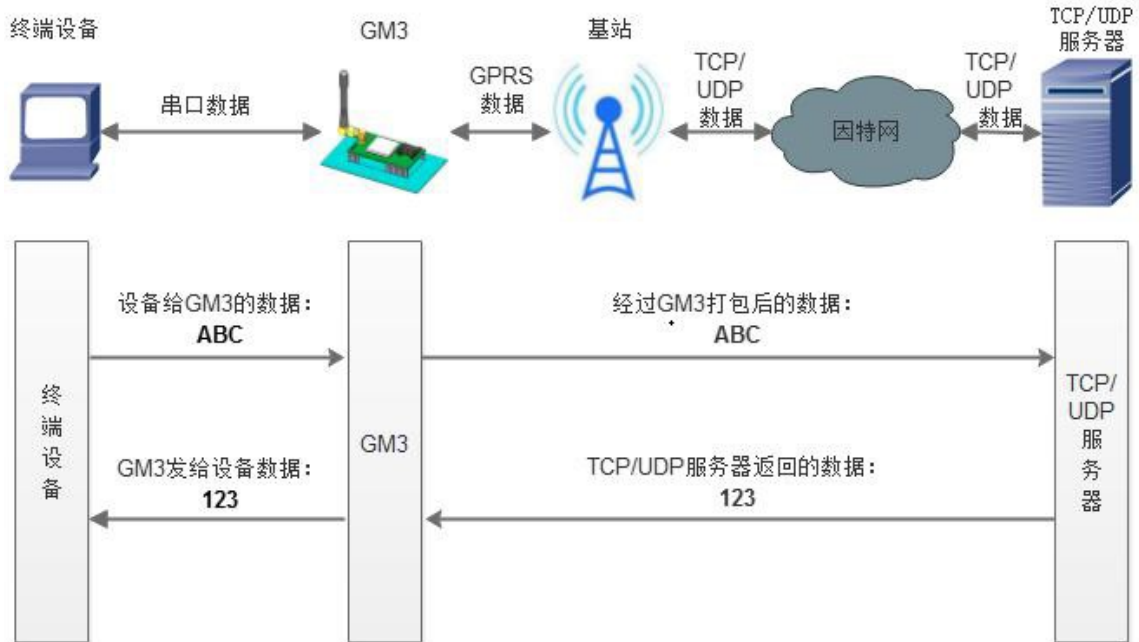 终端设备
GM3
基站
TCP/UDP
服务器
串口数据
GPRS
数据
TCP/
UDP
数据
因特网
TCP/
UDP
数据
设备给GM3的数据：
ABC
经过GM3打包后的数据：
ABC
终
端
设
备
GM3
TCP/
UDP
服
务
器
GM3发给设备数据：
123
TCP/UDP服务器返回的数据：
123